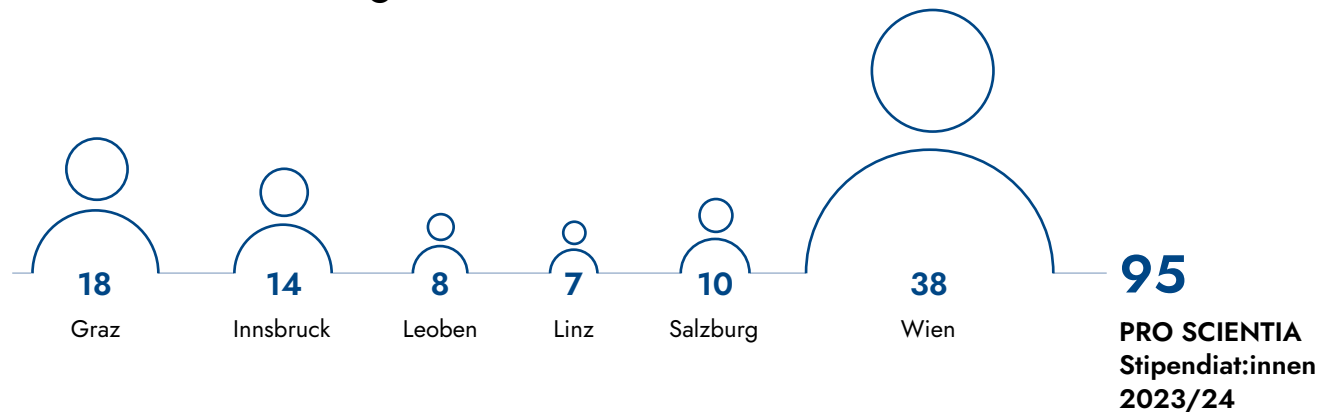 18 14 8 7 10 38 95
Graz Innsbruck Leoben Linz Salzburg Wien
PRO SCIENTIA
Stipendiat:innen
2023/24